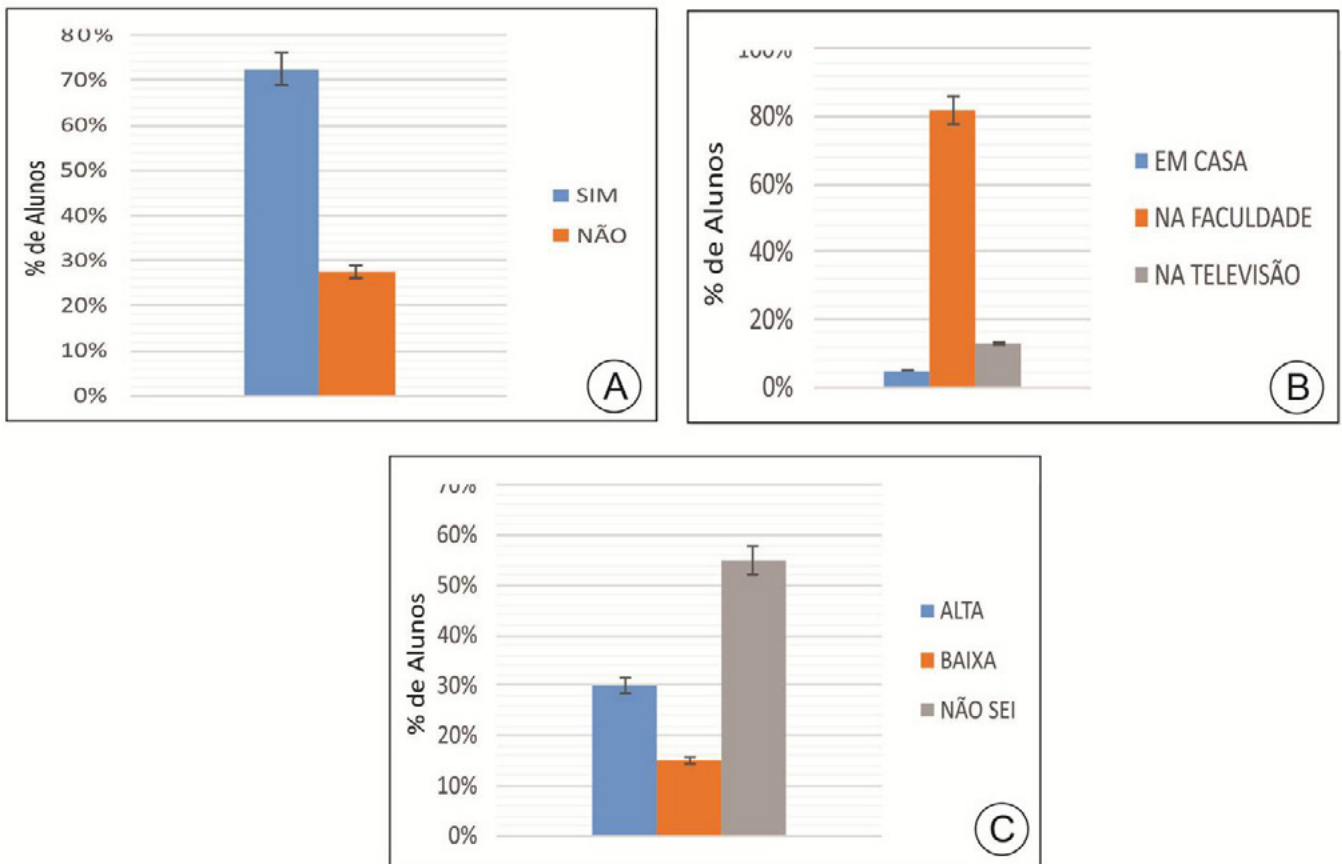 80%
70%
60%
50%
40%
30%
20%
10%
0%
% de Alunos
SIM
NÃO
A
100%
80%
60%
40%
20%
0%
% de Alunos
EM CASA
NA FACULDADE
NA TELEVISÃO
B
70%
60%
50%
40%
30%
20%
10%
0%
% de Alunos
ALTA
BAIXA
NÃO SEI
C